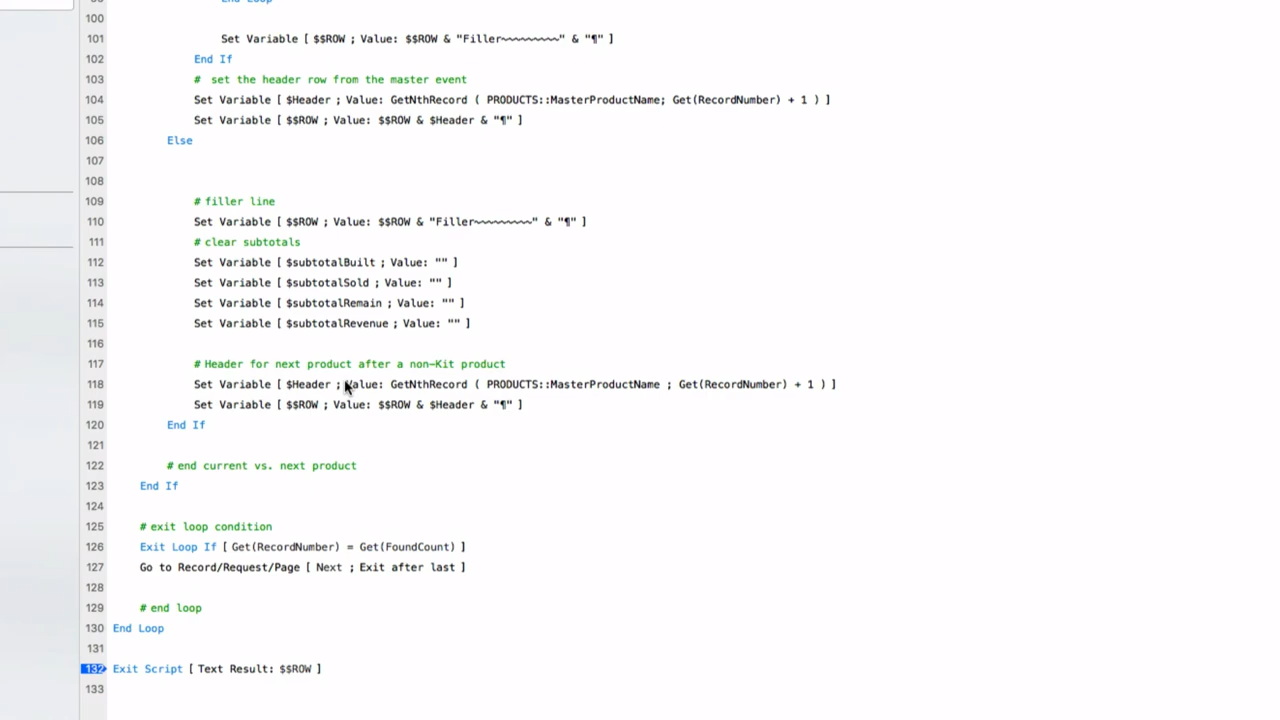 100
101 Set Variable [ $$ROW ; Value: $$ROW & "Filler~~~~~~~~~" & "¶" ]
102 End If
103 # set the header row from the master event
104 Set Variable [ $Header ; Value: GetNthRecord ( PRODUCTS::MasterProductName; Get(RecordNumber) + 1 ) ]
105 Set Variable [ $$ROW ; Value: $$ROW & $Header & "¶" ]
106 Else
107
108
109 # filler line
110 Set Variable [ $$ROW ; Value: $$ROW & "Filler~~~~~~~~~" & "¶" ]
111 # clear subtotals
112 Set Variable [ $subtotalBuilt ; Value: "" ]
113 Set Variable [ $subtotalSold ; Value: "" ]
114 Set Variable [ $subtotalRemain ; Value: "" ]
115 Set Variable [ $subtotalRevenue ; Value: "" ]
116
117 # Header for next product after a non-Kit product
118 Set Variable [ $Header ; Value: GetNthRecord ( PRODUCTS::MasterProductName ; Get(RecordNumber) + 1 ) ]
119 Set Variable [ $$ROW ; Value: $$ROW & $Header & "¶" ]
120 End If
121
122 # end current vs. next product
123 End If
124
125 # exit loop condition
126 Exit Loop If [ Get(RecordNumber) = Get(FoundCount) ]
127 Go to Record/Request/Page [ Next ; Exit after last ]
128
129 # end loop
130 End Loop
131
132 Exit Script [ Text Result: $$ROW ]
133